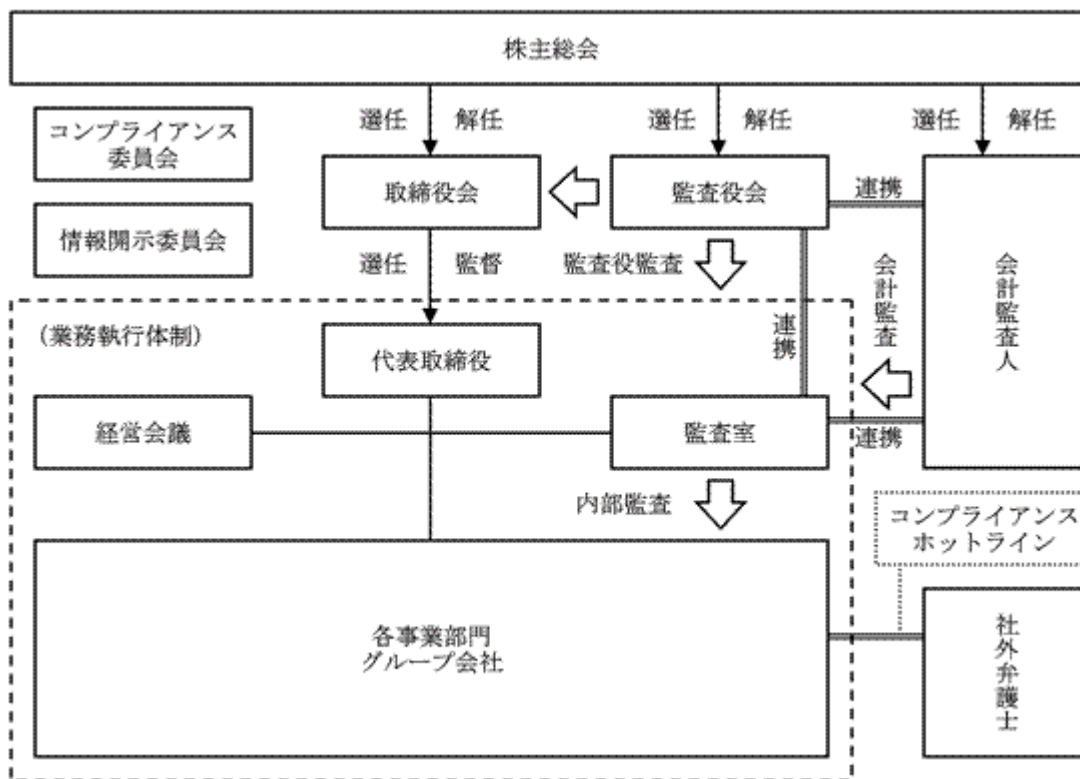 株主総会
選任
解任
選任
解任
選任
解任
コンプライアンス
委員会
取締役会
監査役会
連携
情報開示委員会
選任
監督
監査役監査
会計監査
会計監査人
(業務執行体制)
代表取締役
連携
経営会議
監査室
連携
内部監査
コンプライアンス
ホットライン
各事業部門
グループ会社
社外弁護士